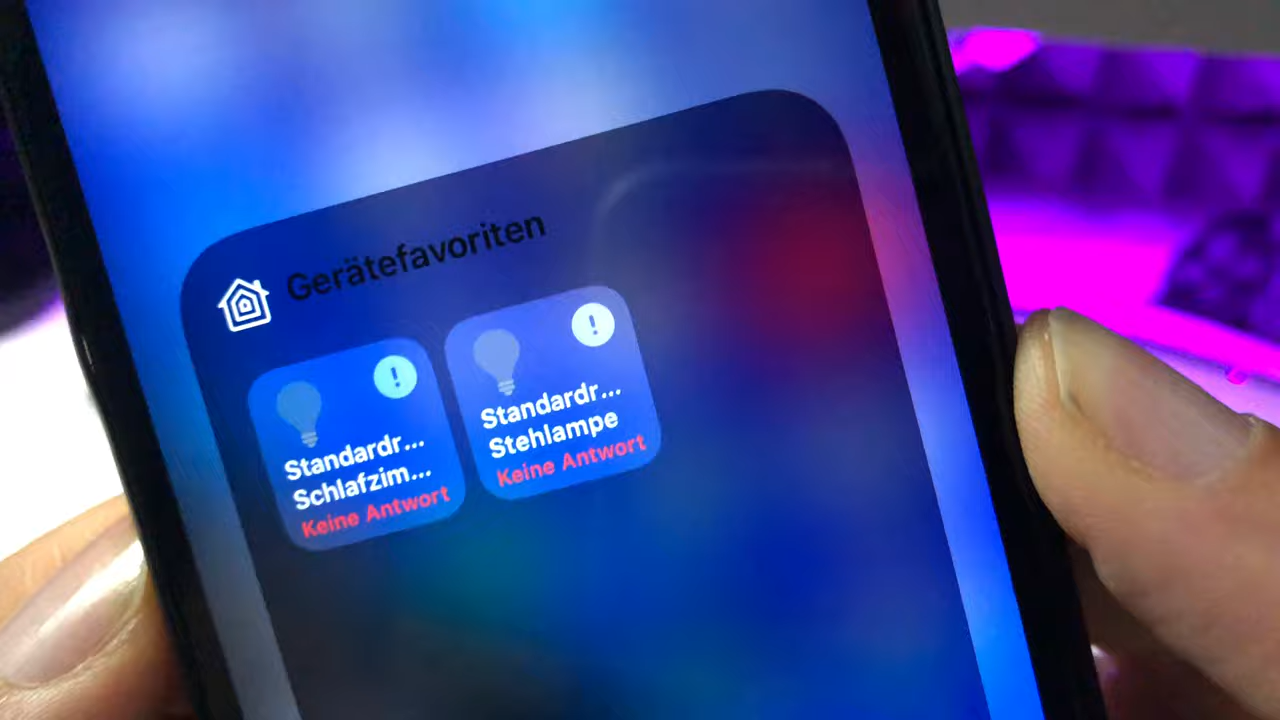 Gerätefavoriten
!
Standardr...
Schlafzim...
Keine Antwort
!
Standardr...
Stehlampe
Keine Antwort